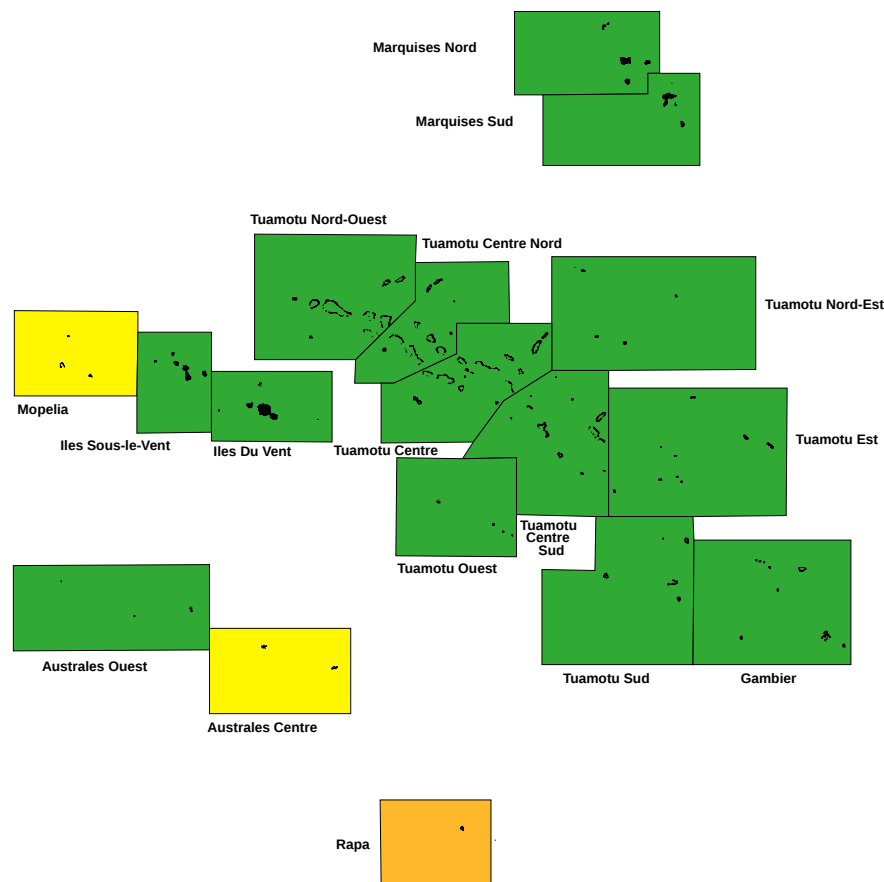 Marquises Nord
Marquises Sud
Tuamotu Nord-Ouest
Tuamotu Centre Nord
Tuamotu Nord-Est
Mopelia
Iles Sous-le-Vent
Iles Du Vent
Tuamotu Centre
Tuamotu Est
Tuamotu
Centre
Sud
Tuamotu Ouest
Australes Ouest
Tuamotu Sud
Gambier
Australes Centre
Rapa